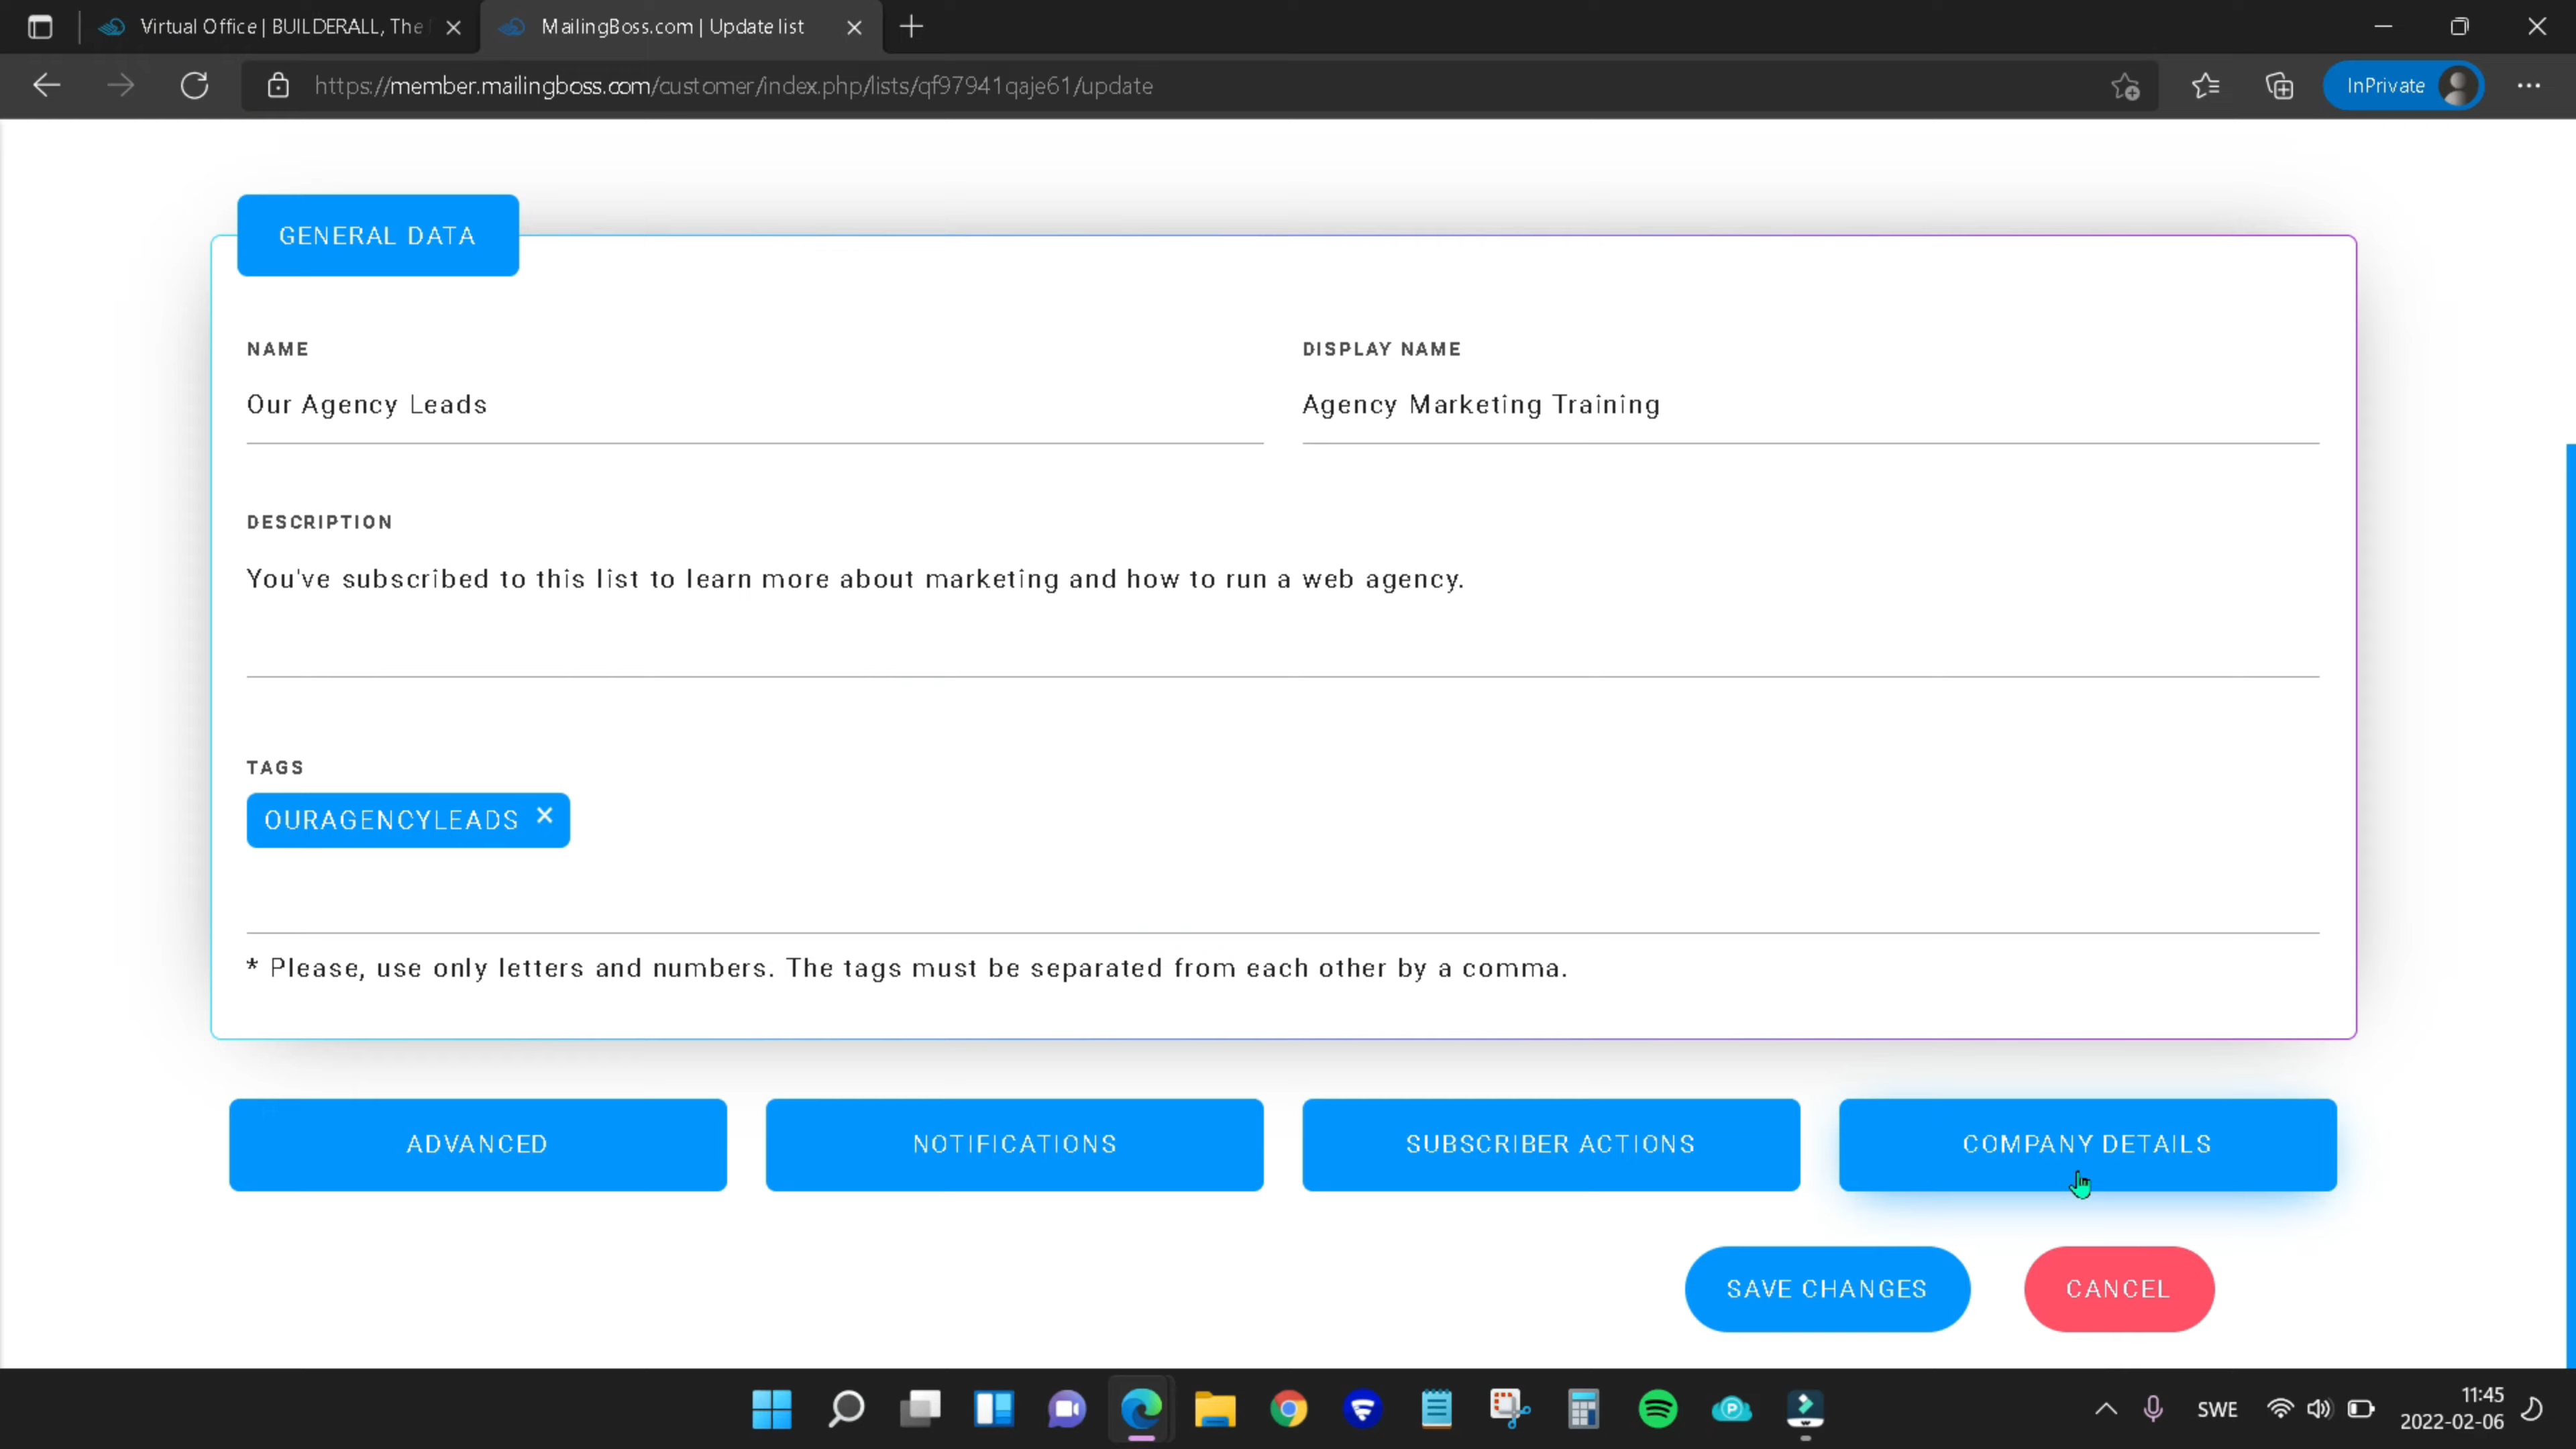 Virtual Office | BUILDERALL, The
MailingBoss.com | Update list
https://member.mailingboss.com/customer/index.php/lists/qf97941qaje61/update
InPrivate
GENERAL DATA
NAME
DISPLAY NAME
Our Agency Leads
Agency Marketing Training
DESCRIPTION
You've subscribed to this list to learn more about marketing and how to run a web agency.
TAGS
OURAGENCYLEADS
* Please, use only letters and numbers. The tags must be separated from each other by a comma.
ADVANCED
NOTIFICATIONS
SUBSCRIBER ACTIONS
COMPANY DETAILS
SAVE CHANGES
CANCEL
SWE
11:45
2022-02-06